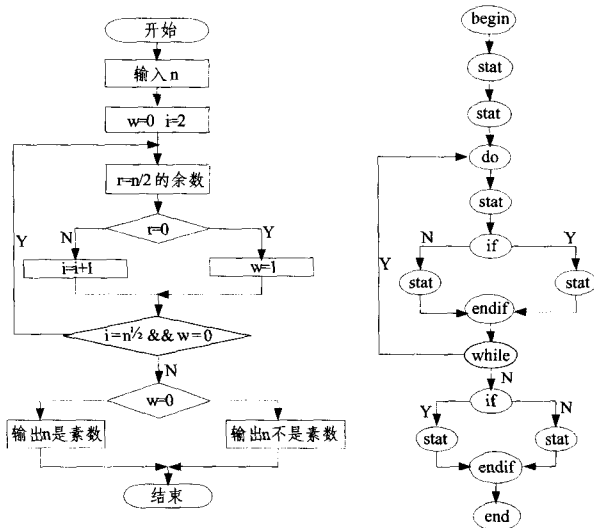 开始
输入n
w=0 i=2
r=n/2的余数
r=0
N
Y
i=i+1
w=1
Y
i=n½&&w=0
N
w=0
输出n是素数
输出n不是素数
结束
begin
stat
stat
do
stat
if
N
Y
stat
stat
endif
Y
while
N
if
Y
N
stat
stat
endif
end